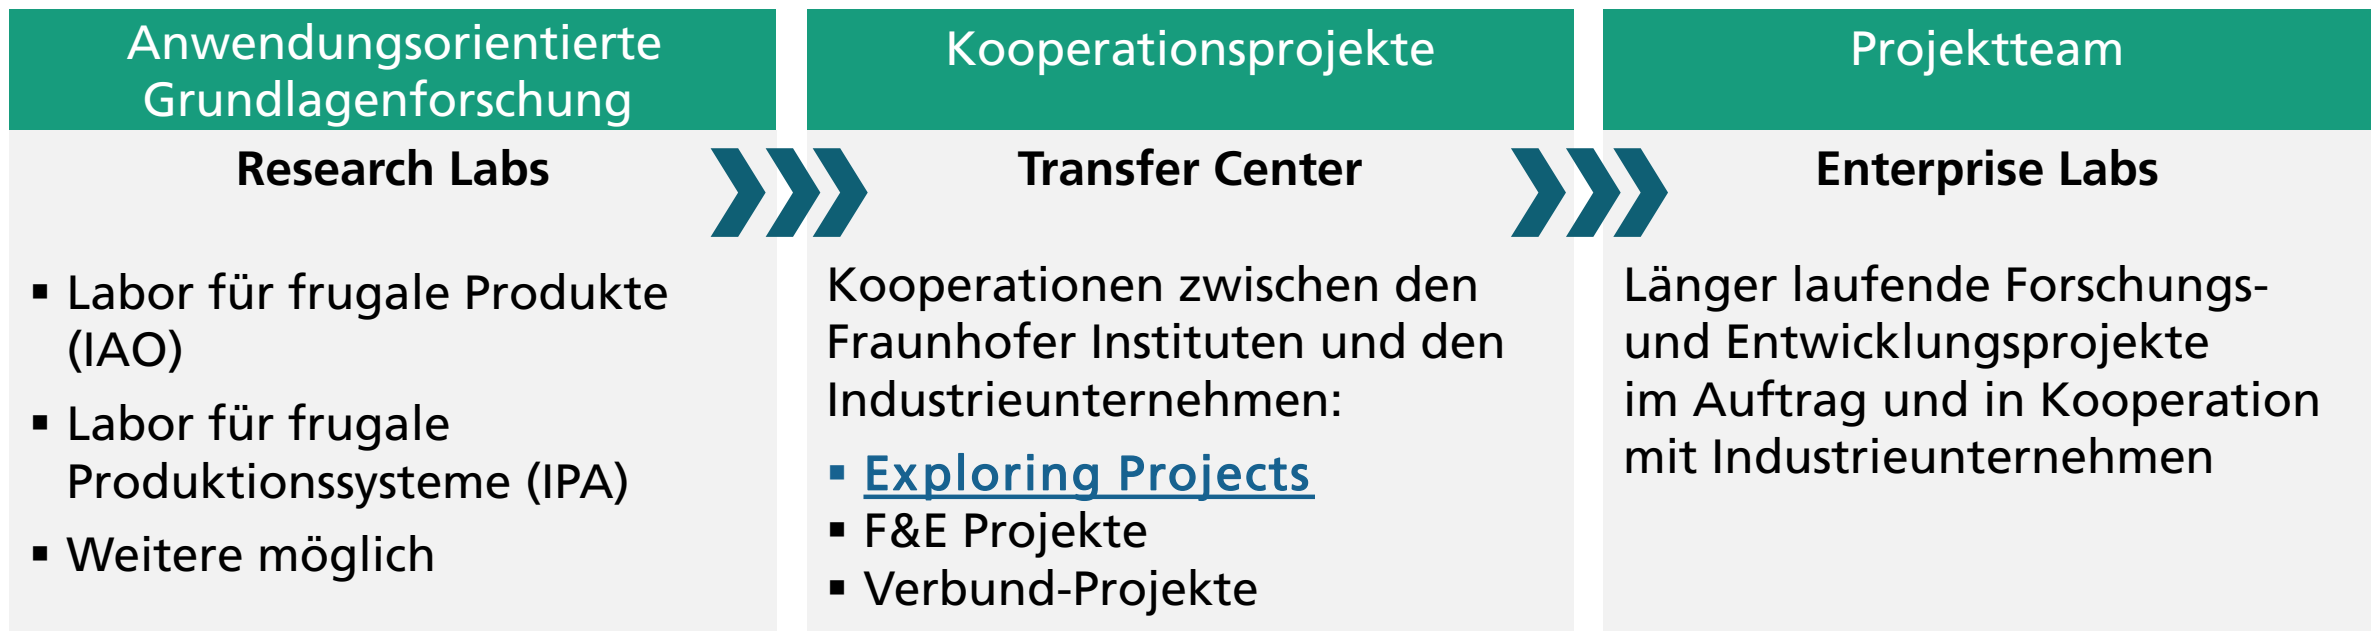 Anwendungsorientierte
Grundlagenforschung
Research Labs
▪ Labor für frugale Produkte
(IAO)
▪ Labor für frugale
Produktionssysteme (IPA)
▪ Weitere möglich
Kooperationsprojekte
Transfer Center
Kooperationen zwischen den
Fraunhofer Instituten und den
Industrieunternehmen:
▪ Exploring Projects
▪ F&E Projekte
▪ Verbund-Projekte
Projektteam
Enterprise Labs
Länger laufende Forschungs-
und Entwicklungsprojekte
im Auftrag und in Kooperation
mit Industrieunternehmen